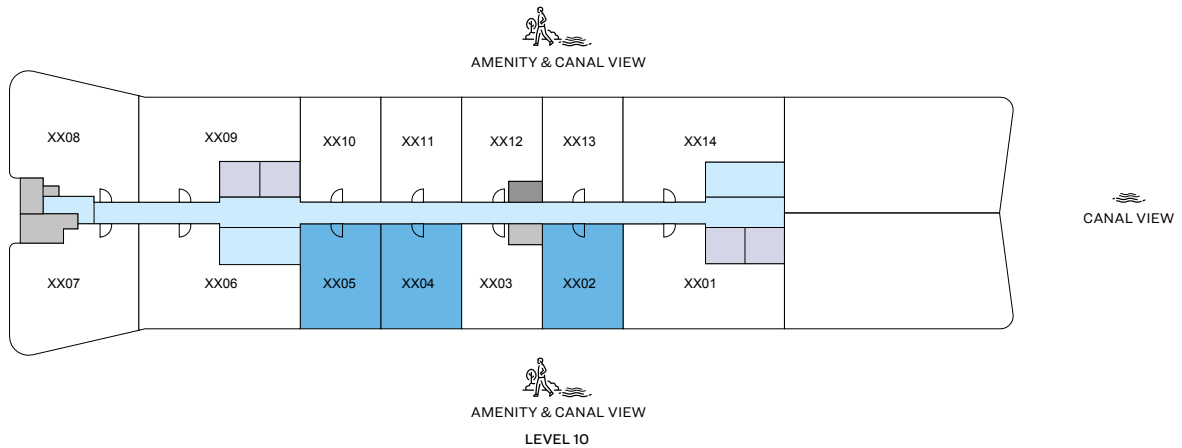 AMENITY & CANAL VIEW
XX08
XX09
XX10
XX11
XX12
XX13
XX14
CANAL VIEW
XX07
XX06
XX05
XX04
XX03
XX02
XX01
AMENITY & CANAL VIEW
LEVEL 10